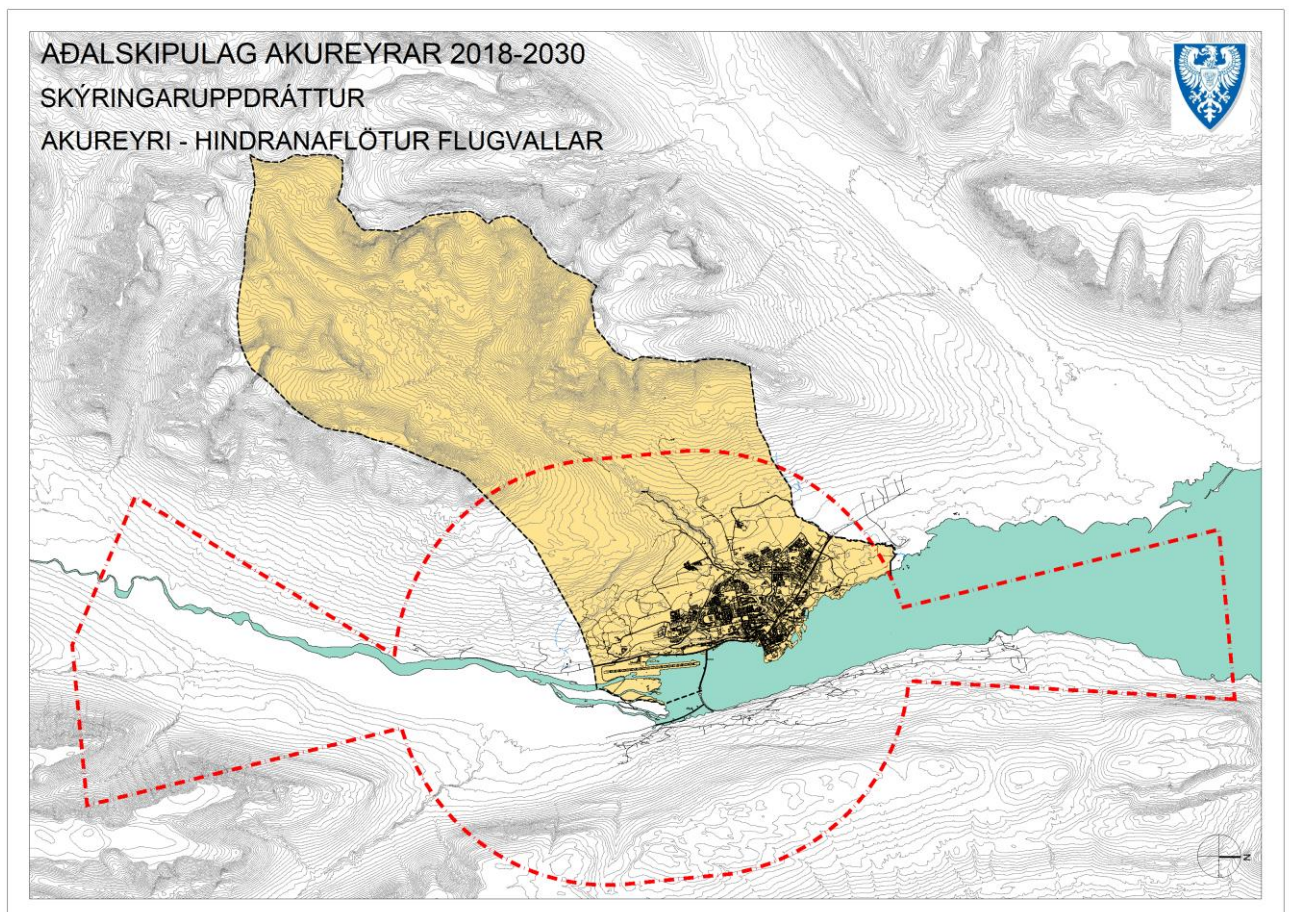 AÐALSKIPULAG AKUREYRAR 2018-2030
SKÝRINGARUPPDRÁTTUR
AKUREYRI - HINDRANAFLÖTUR FLUGVALLAR
N